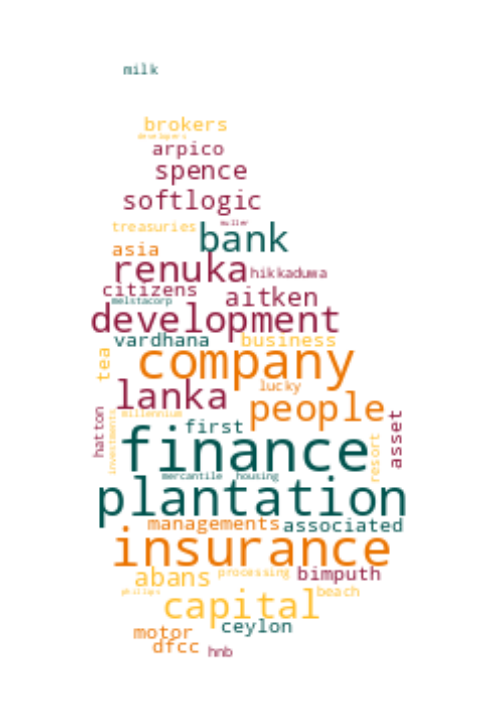 milk
brokers
developers
arpico
spence
softlogic
treasuries muller
bank
asia
renuka hikkaduwa
citizens aitken
melstacorp
development
vardhana business
tea company
lucky
lanka people
millennium
hatton investments first resort asset
finance
mercantile housing
plantation
managements associated
insurance
abans processing bimputh
phillips beach
capital
motor ceylon
dfcc hnb